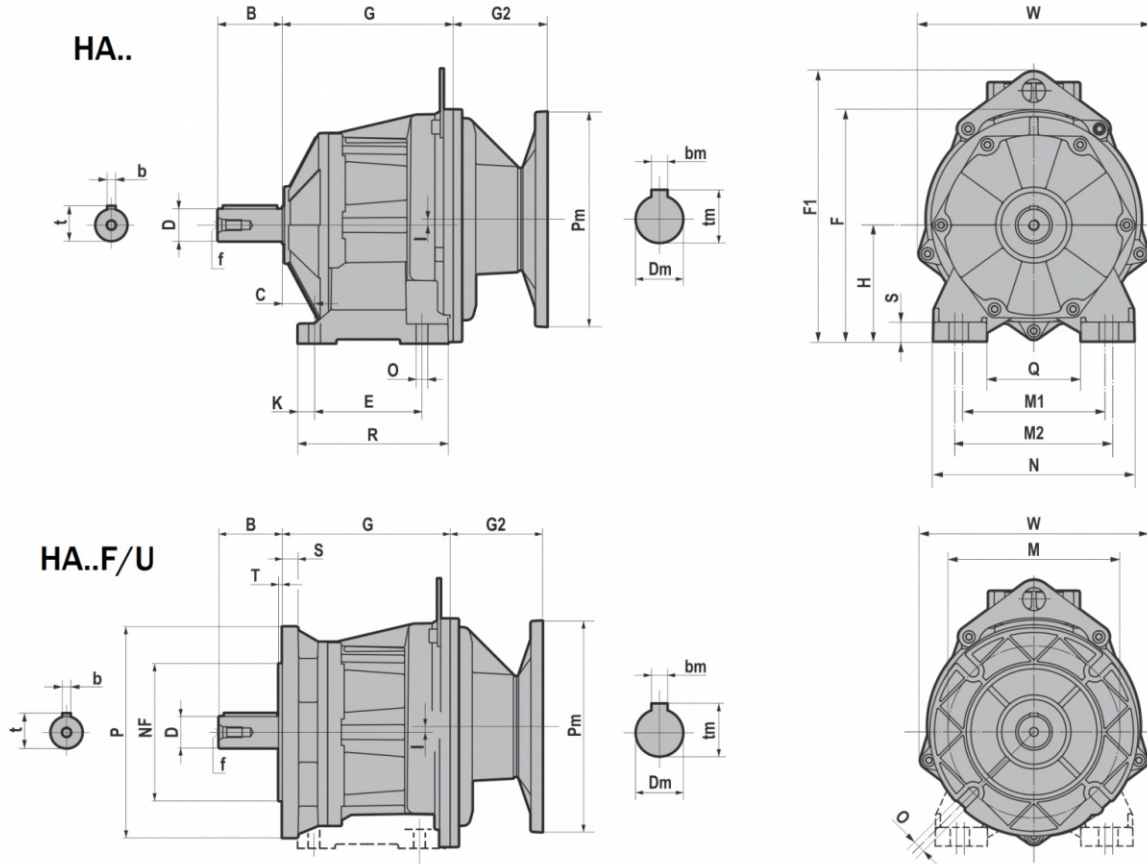 B G G2 W
HA..
b bm
t D f I Pm tm F1 F
Dm
C H S
O Q
K E M1
R M2
N
B G G2 W
S M
HA..F/U
T
b bm
t P NF D f I Pm tm
Dm
O